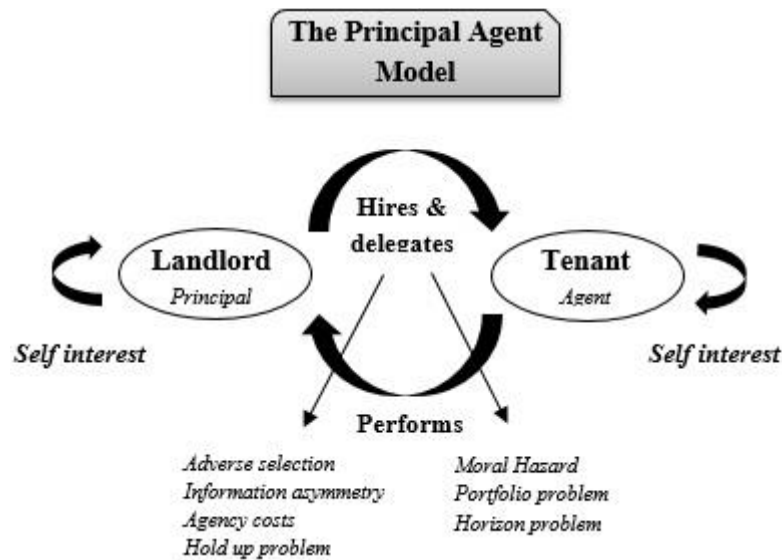 The Principal Agent
Model
Hires &
delegates
Landlord
Principal
Tenant
Agent
Self interest
Self interest
Performs
Adverse selection
Information asymmetry
Agency costs
Hold up problem
Moral Hazard
Portfolio problem
Horizon problem